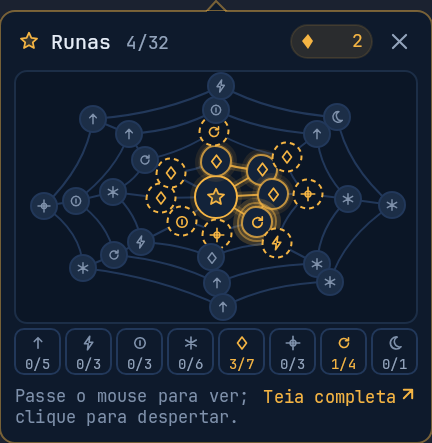 Runas 4/32 2
0/5 0/3 0/3 0/6 3/7 0/3 1/4 0/1
Passe o mouse para ver; Teia completa
clique para despertar.